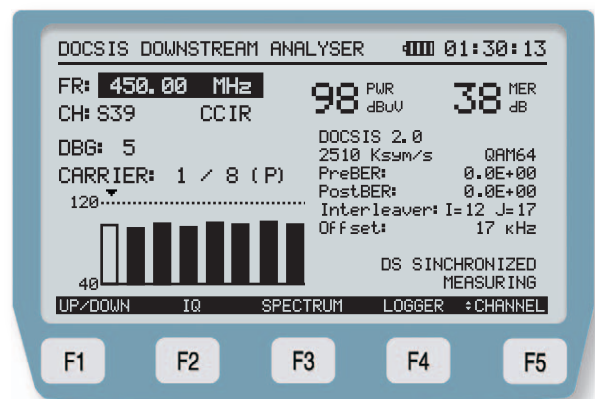 DOCSIS DOWNSTREAM ANALYSER 01:30:13
FR: 450.00 MHz
CH: S39 CCIR
98 PWR dBuV 38 MER dB
DBG: 5
CARRIER: 1 / 8 (P)
120
40
DOCSIS 2.0
2510 Ksym/s QAM64
PreBER: 0.0E+00
PostBER: 0.0E+00
Interleaver: I=12 J=17
Offset: 17 кHz
DS SINCHRONIZED
MEASURING
UP/DOWN IQ SPECTRUM LOGGER ÷CHANNEL
F1 F2 F3 F4 F5